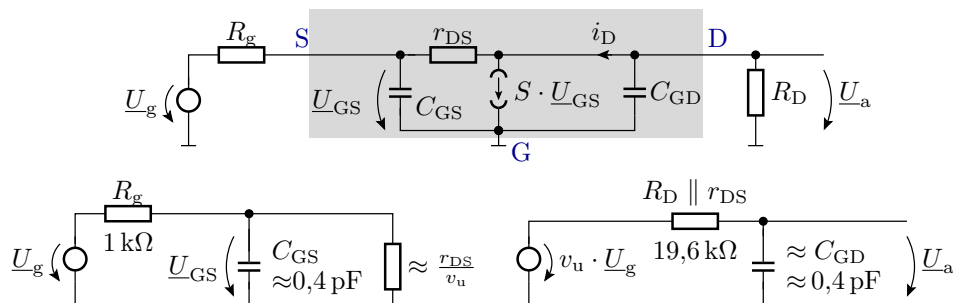 R_g S r_DS i_D D
U_g U_GS C_GS S · U_GS C_GD R_D U_a
G
R_g R_D ∥ r_DS
U_g 1 kΩ U_GS C_GS ≈0,4 pF ≈ r_DS/v_u v_u · U_g 19,6 kΩ ≈ C_GD ≈0,4 pF U_a